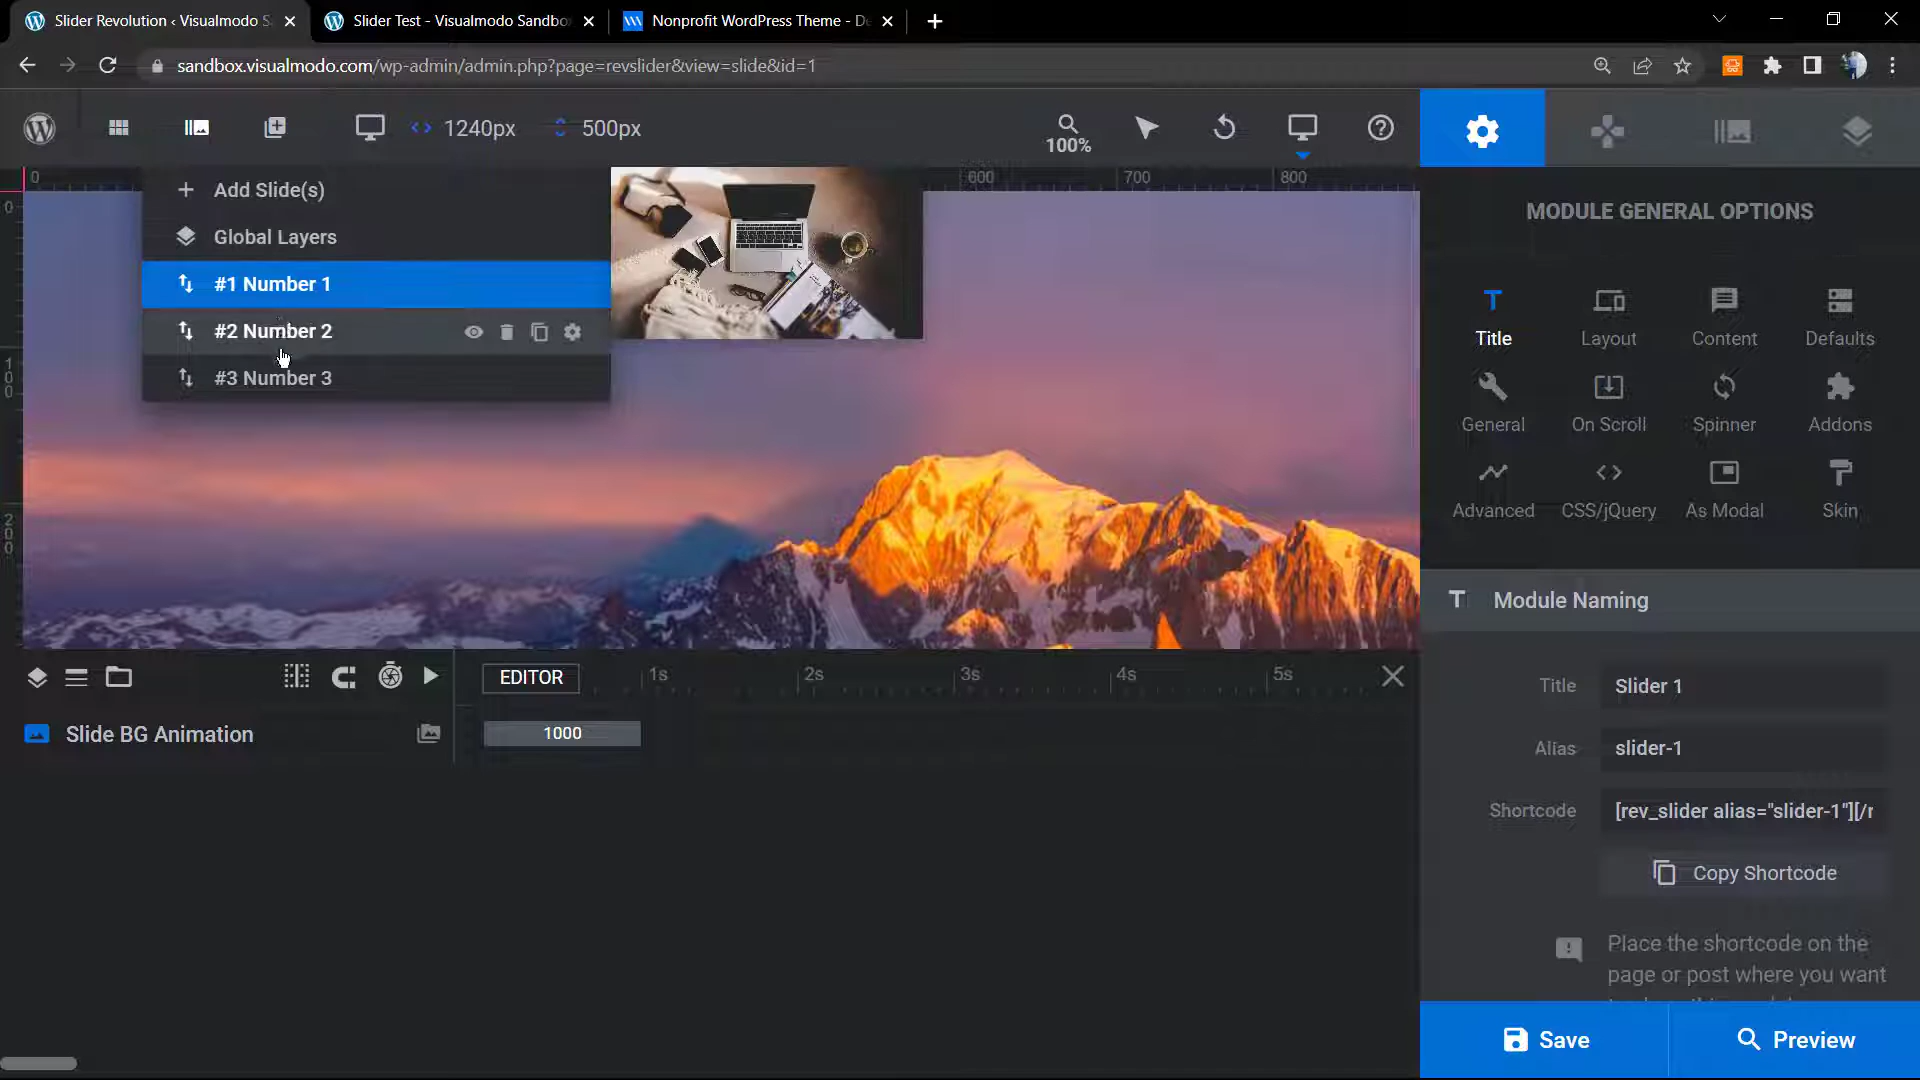 Slider Revolution ‹ Visualmodo S
Slider Test - Visualmodo Sandbo
Nonprofit WordPress Theme - De
sandbox.visualmodo.com/wp-admin/admin.php?page=revslider&view=slide&id=1
1240px
500px
100%
0
600
700
800
0
100
200
Add Slide(s)
Global Layers
#1 Number 1
#2 Number 2
#3 Number 3
MODULE GENERAL OPTIONS
Title
Layout
Content
Defaults
General
On Scroll
Spinner
Addons
Advanced
CSS/jQuery
As Modal
Skin
Module Naming
Title
Slider 1
Alias
slider-1
Shortcode
[rev_slider alias="slider-1"][/r
Copy Shortcode
Place the shortcode on the
page or post where you want
EDITOR
1s
2s
3s
4s
5s
Slide BG Animation
1000
Save
Preview